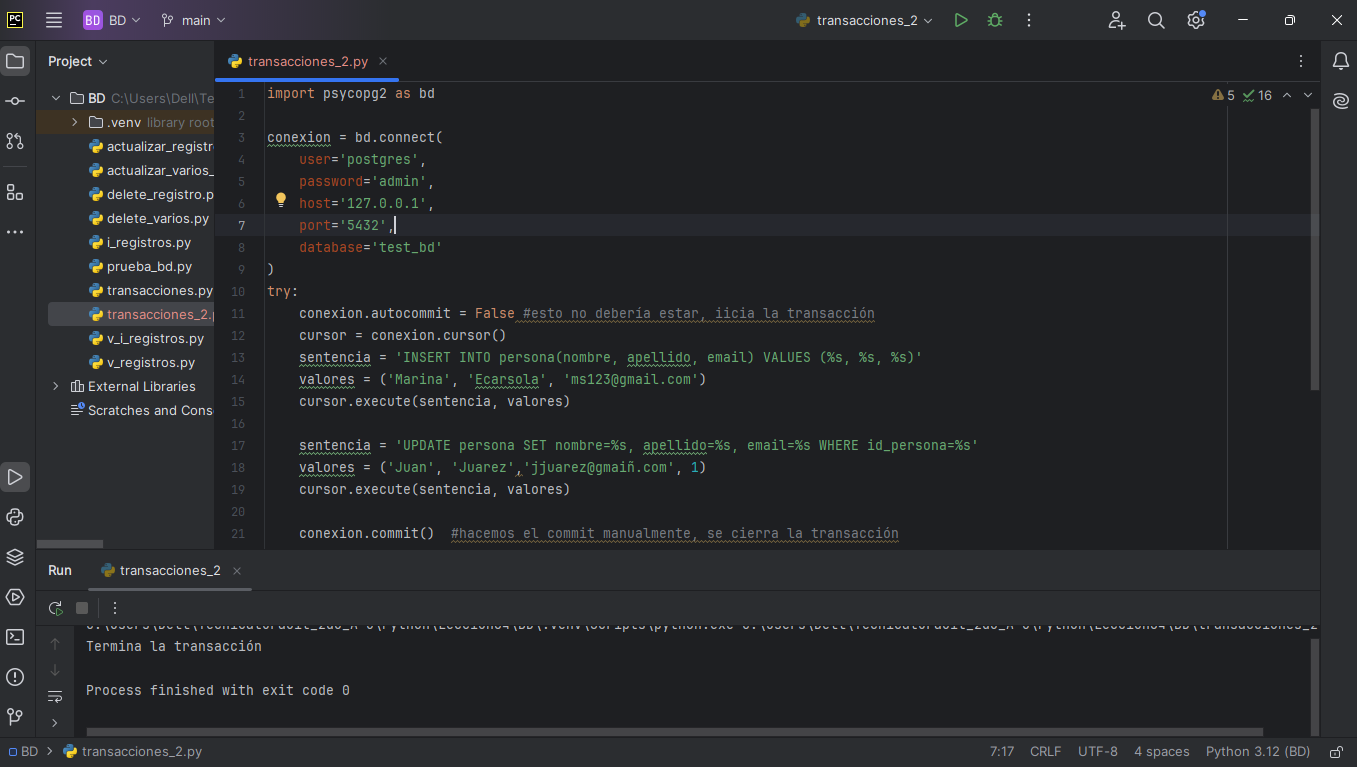 PC BD BD main transacciones_2
Project
transacciones_2.py
BD C:\Users\Dell\Te
.venv library root
actualizar_registr
actualizar_varios_
delete_registro.p
delete_varios.py
i_registros.py
prueba_bd.py
transacciones.py
transacciones_2.p
v_i_registros.py
v_registros.py
External Libraries
Scratches and Cons
5 16
1 import psycopg2 as bd
2
3 conexion = bd.connect(
4 user='postgres',
5 password='admin',
6 host='127.0.0.1',
7 port='5432',
8 database='test_bd'
9 )
10 try:
11 conexion.autocommit = False #esto no debería estar, iicia la transacción
12 cursor = conexion.cursor()
13 sentencia = 'INSERT INTO persona(nombre, apellido, email) VALUES (%s, %s, %s)'
14 valores = ('Marina', 'Ecarsola', 'ms123@gmail.com')
15 cursor.execute(sentencia, valores)
16
17 sentencia = 'UPDATE persona SET nombre=%s, apellido=%s, email=%s WHERE id_persona=%s'
18 valores = ('Juan', 'Juarez','jjuarez@gmaiñ.com', 1)
19 cursor.execute(sentencia, valores)
20
21 conexion.commit() #hacemos el commit manualmente, se cierra la transacción
Run transacciones_2
Termina la transacción
Process finished with exit code 0
BD transacciones_2.py
7:17 CRLF UTF-8 4 spaces Python 3.12 (BD)